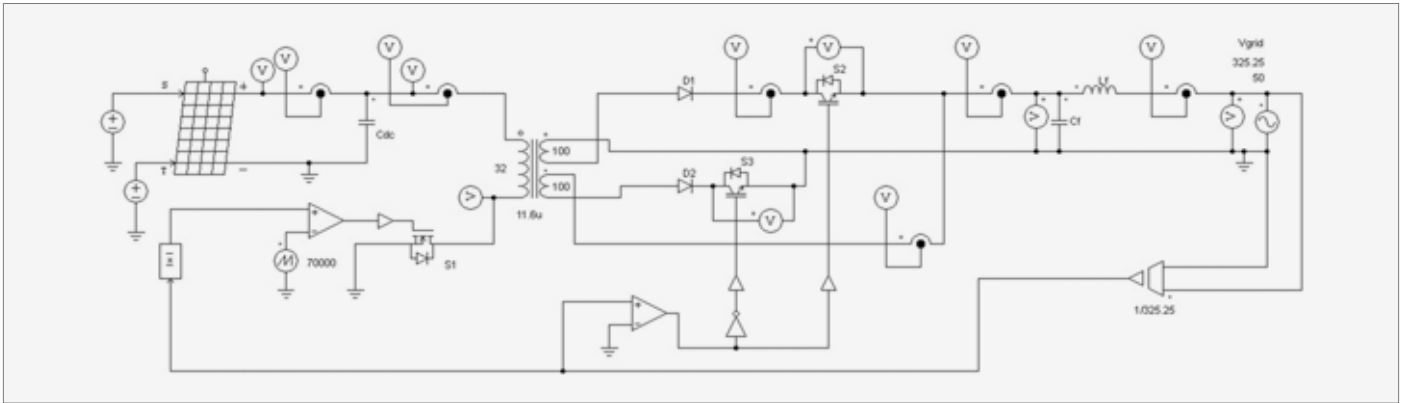 Vgrid
325.25
50
V
V
V
V
V
V
V
V
V
S
+
D1
S2
Lf
Cdc
Cf
V
V
T
-
32
100
100
D2
S3
V
V
V
11.6u
70000
S1
1/325.25